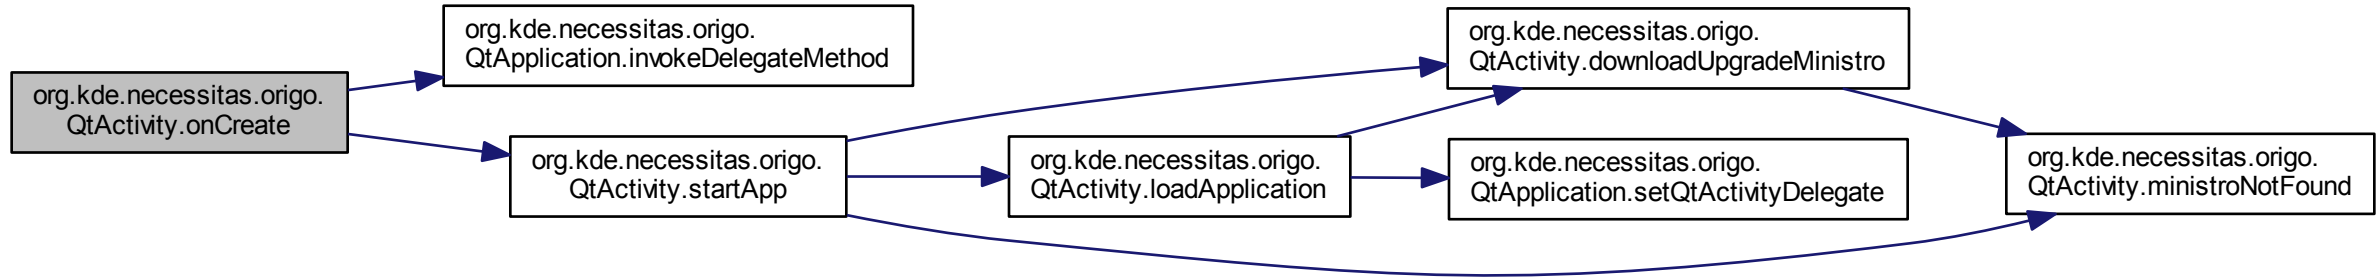 org.kde.necessitas.origo.
QtActivity.onCreate
org.kde.necessitas.origo.
QtApplication.invokeDelegateMethod
org.kde.necessitas.origo.
QtActivity.startApp
org.kde.necessitas.origo.
QtActivity.loadApplication
org.kde.necessitas.origo.
QtActivity.downloadUpgradeMinistro
org.kde.necessitas.origo.
QtApplication.setQtActivityDelegate
org.kde.necessitas.origo.
QtActivity.ministroNotFound